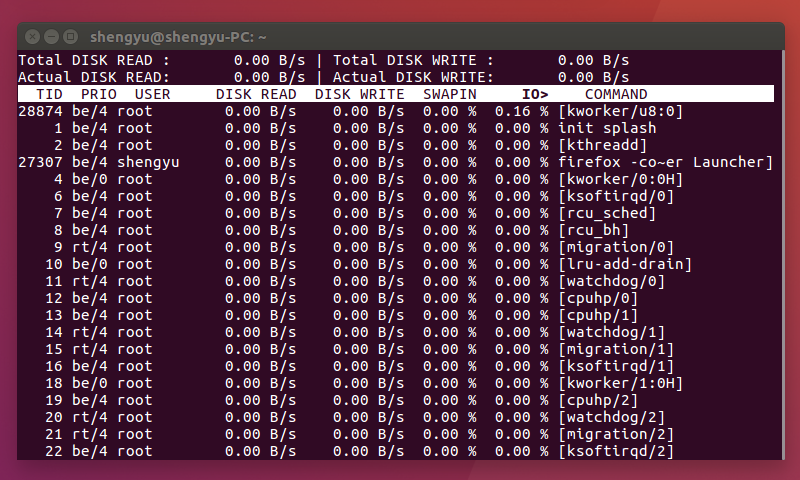 shengyu@shengyu-PC: ~
Total DISK READ :       0.00 B/s | Total DISK WRITE :       0.00 B/s
Actual DISK READ:       0.00 B/s | Actual DISK WRITE:       0.00 B/s
  TID  PRIO  USER     DISK READ  DISK WRITE  SWAPIN     IO>    COMMAND
28874 be/4 root        0.00 B/s    0.00 B/s  0.00 %  0.16 % [kworker/u8:0]
    1 be/4 root        0.00 B/s    0.00 B/s  0.00 %  0.00 % init splash
    2 be/4 root        0.00 B/s    0.00 B/s  0.00 %  0.00 % [kthreadd]
27307 be/4 shengyu     0.00 B/s    0.00 B/s  0.00 %  0.00 % firefox -co~er Launcher]
    4 be/0 root        0.00 B/s    0.00 B/s  0.00 %  0.00 % [kworker/0:0H]
    6 be/4 root        0.00 B/s    0.00 B/s  0.00 %  0.00 % [ksoftirqd/0]
    7 be/4 root        0.00 B/s    0.00 B/s  0.00 %  0.00 % [rcu_sched]
    8 be/4 root        0.00 B/s    0.00 B/s  0.00 %  0.00 % [rcu_bh]
    9 rt/4 root        0.00 B/s    0.00 B/s  0.00 %  0.00 % [migration/0]
   10 be/0 root        0.00 B/s    0.00 B/s  0.00 %  0.00 % [lru-add-drain]
   11 rt/4 root        0.00 B/s    0.00 B/s  0.00 %  0.00 % [watchdog/0]
   12 be/4 root        0.00 B/s    0.00 B/s  0.00 %  0.00 % [cpuhp/0]
   13 be/4 root        0.00 B/s    0.00 B/s  0.00 %  0.00 % [cpuhp/1]
   14 rt/4 root        0.00 B/s    0.00 B/s  0.00 %  0.00 % [watchdog/1]
   15 rt/4 root        0.00 B/s    0.00 B/s  0.00 %  0.00 % [migration/1]
   16 be/4 root        0.00 B/s    0.00 B/s  0.00 %  0.00 % [ksoftirqd/1]
   18 be/0 root        0.00 B/s    0.00 B/s  0.00 %  0.00 % [kworker/1:0H]
   19 be/4 root        0.00 B/s    0.00 B/s  0.00 %  0.00 % [cpuhp/2]
   20 rt/4 root        0.00 B/s    0.00 B/s  0.00 %  0.00 % [watchdog/2]
   21 rt/4 root        0.00 B/s    0.00 B/s  0.00 %  0.00 % [migration/2]
   22 be/4 root        0.00 B/s    0.00 B/s  0.00 %  0.00 % [ksoftirqd/2]